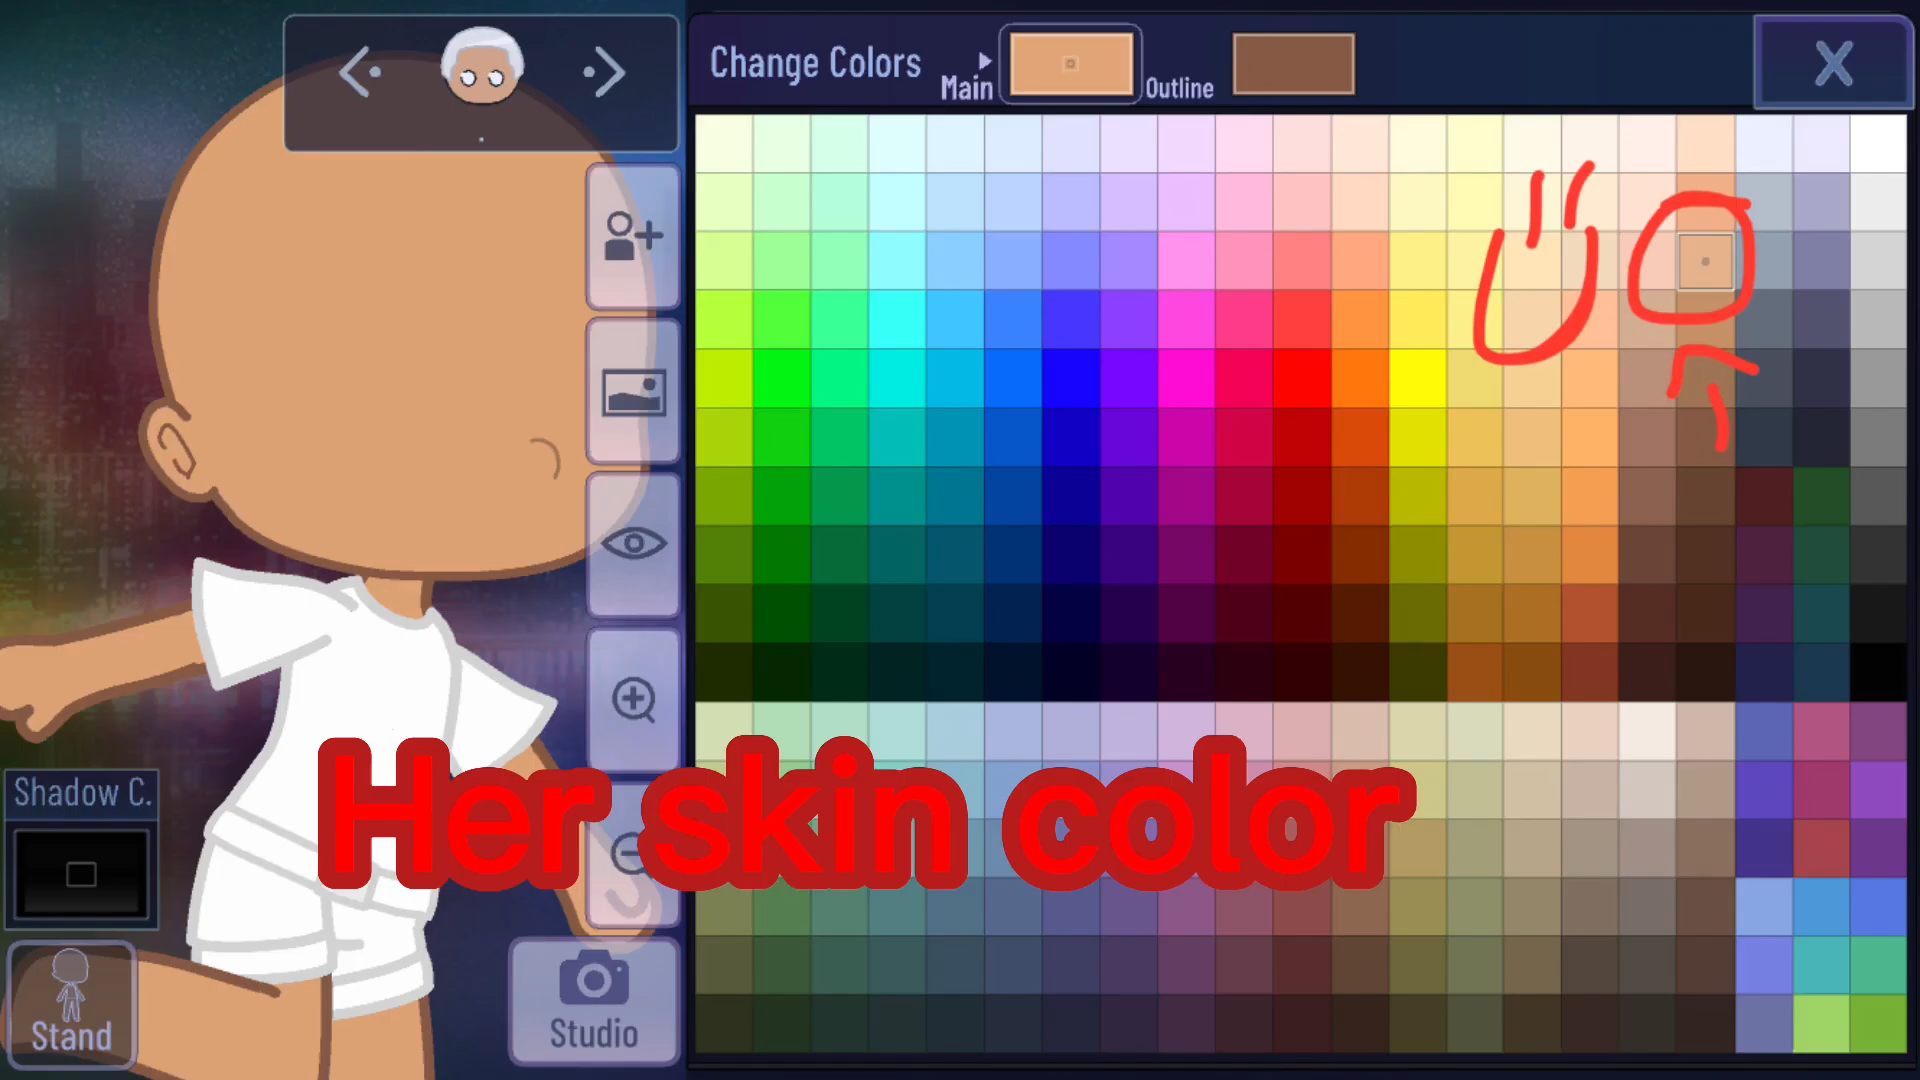 Change Colors
Main
Outline
X
Shadow C.
Her skin color
Stand
Studio